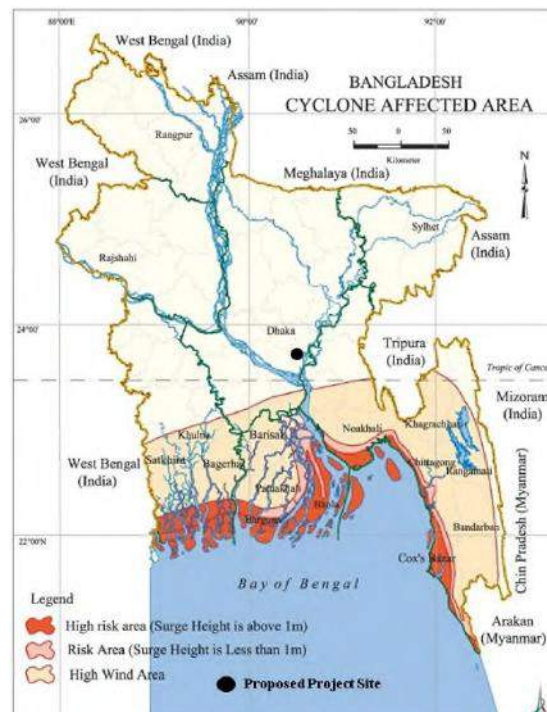 88°00'E
90°00'
92°00'
West Bengal (India)
Assam (India)
BANGLADESH
CYCLONE AFFECTED AREA
26°00'
50 0 50
Kilometer
Rangpur
N
West Bengal
(India)
Meghalaya (India)
Sylhet
Assam
(India)
Rajshahi
24°00'
Dhaka
Tripura
(India)
Tropic of Cancer
Mizoram
(India)
Khagrachhari
Noakhali
Khulna
Barisal
Satkhira
Bagerhat
West Bengal
(India)
Chittagong
Rangamati
Patuakhali
Bhola
Barguna
Bandarban
Chin Pradesh (Myanmar)
22°00'
Cox's Bazar
Bay of Bengal
Legend
High risk area (Surge Height is above 1m)
Risk Area (Surge Height is Less than 1m)
High Wind Area
Arakan
(Myanmar)
Proposed Project Site